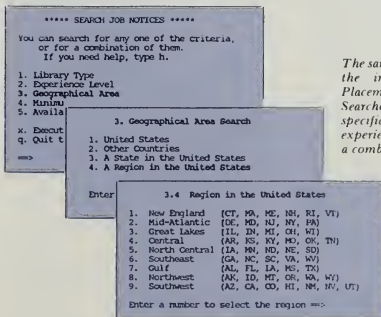 ***** SEARCH JOB NOTICES *****
You can search for any one of the criteria,
or for a combination of them.
If you need help, type h.
1. Library Type
2. Experience Level
3. Geographical Area
4. Minimu
5. Availa
x. Execut
q. Quit t
==>
3. Geographical Area Search
1. United States
2. Other Countries
3. A State in the United States
4. A Region in the United States
Enter
3.4 Region in the United States
1. New England (CT, MA, ME, NH, RI, VT)
2. Mid-Atlantic (DE, MD, NJ, NY, PA)
3. Great Lakes (IL, IN, MI, OH, WI)
4. Central (AR, KS, KY, MO, OK, TN)
5. North Central (IA, MN, ND, NE, SD)
6. Southeast (GA, NC, SC, VA, WV)
7. Gulf (AL, FL, LA, MS, TX)
8. Northwest (AK, ID, MT, OR, WA, WY)
9. Southwest (AZ, CA, CO, HI, NM, NV, UT)
Enter a number to select the region ==>
The sa
the in
Placem
Searche
specific
experie
a comb